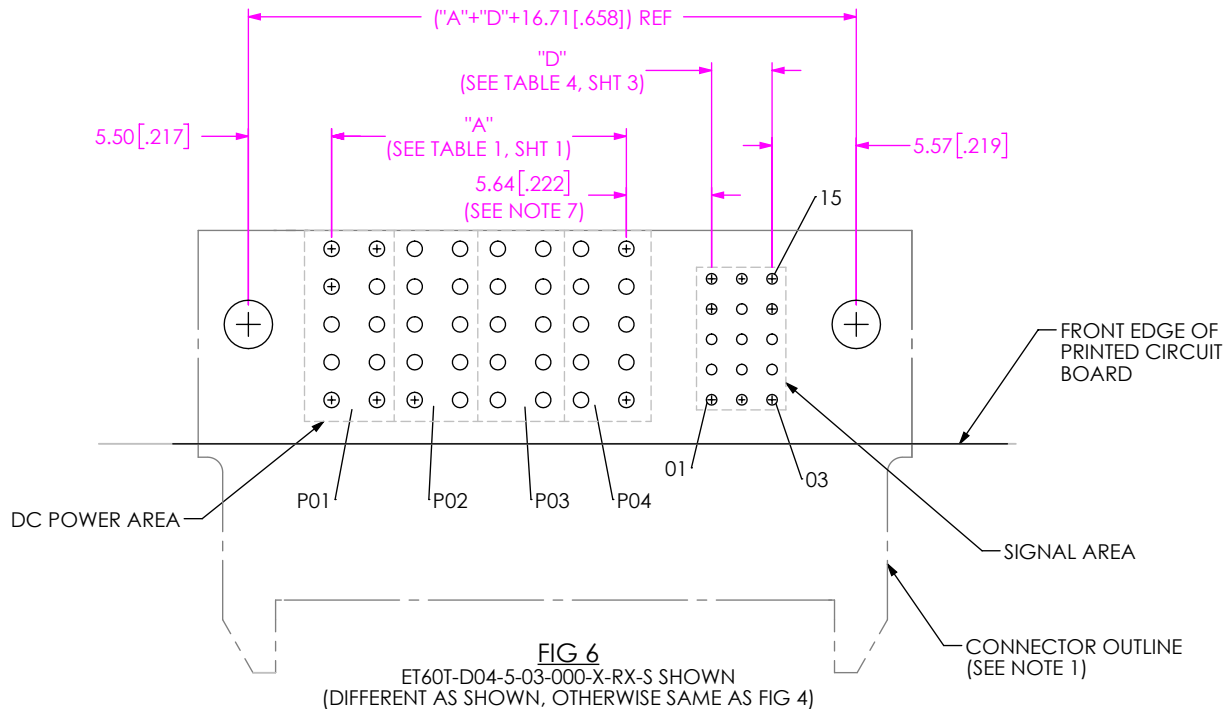 ("A"+"D"+16.71[.658]) REF
"D"
(SEE TABLE 4, SHT 3)
5.50[.217]
"A"
(SEE TABLE 1, SHT 1)
5.57[.219]
5.64[.222]
(SEE NOTE 7)
15
FRONT EDGE OF
PRINTED CIRCUIT
BOARD
01
03
P01
P02
P03
P04
DC POWER AREA
SIGNAL AREA
CONNECTOR OUTLINE
(SEE NOTE 1)
FIG 6
ET60T-D04-5-03-000-X-RX-S SHOWN
(DIFFERENT AS SHOWN, OTHERWISE SAME AS FIG 4)